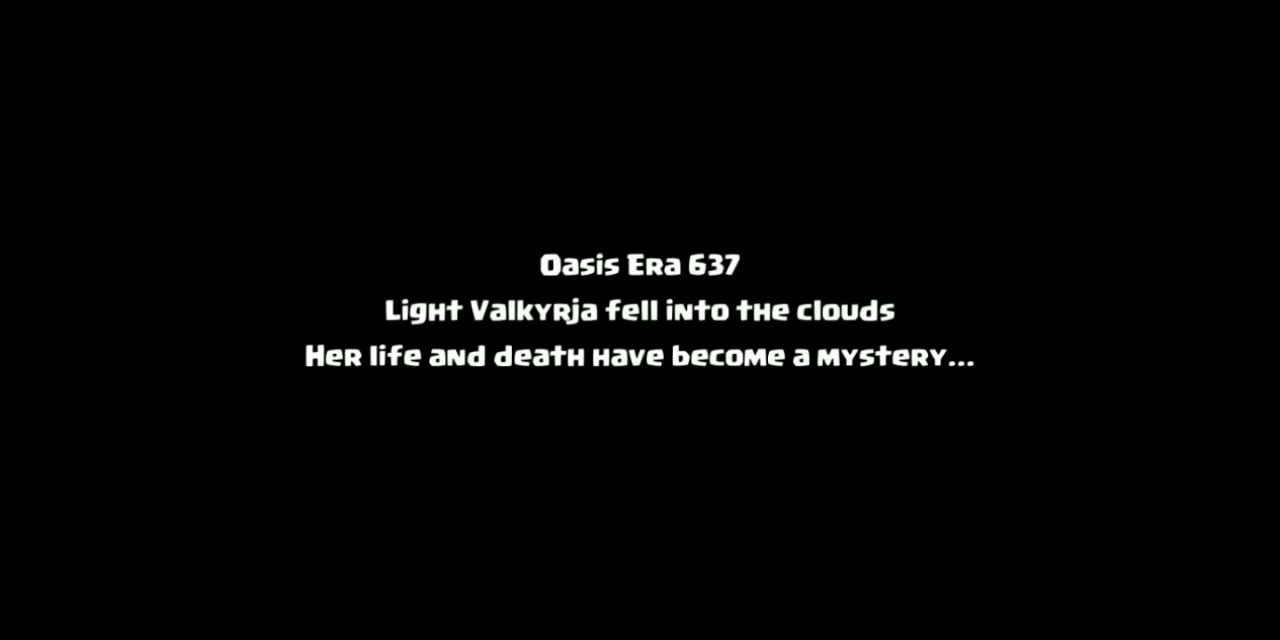 Oasis Era 637
Light Valkyrja fell into the clouds
Her life and death have become a mystery...